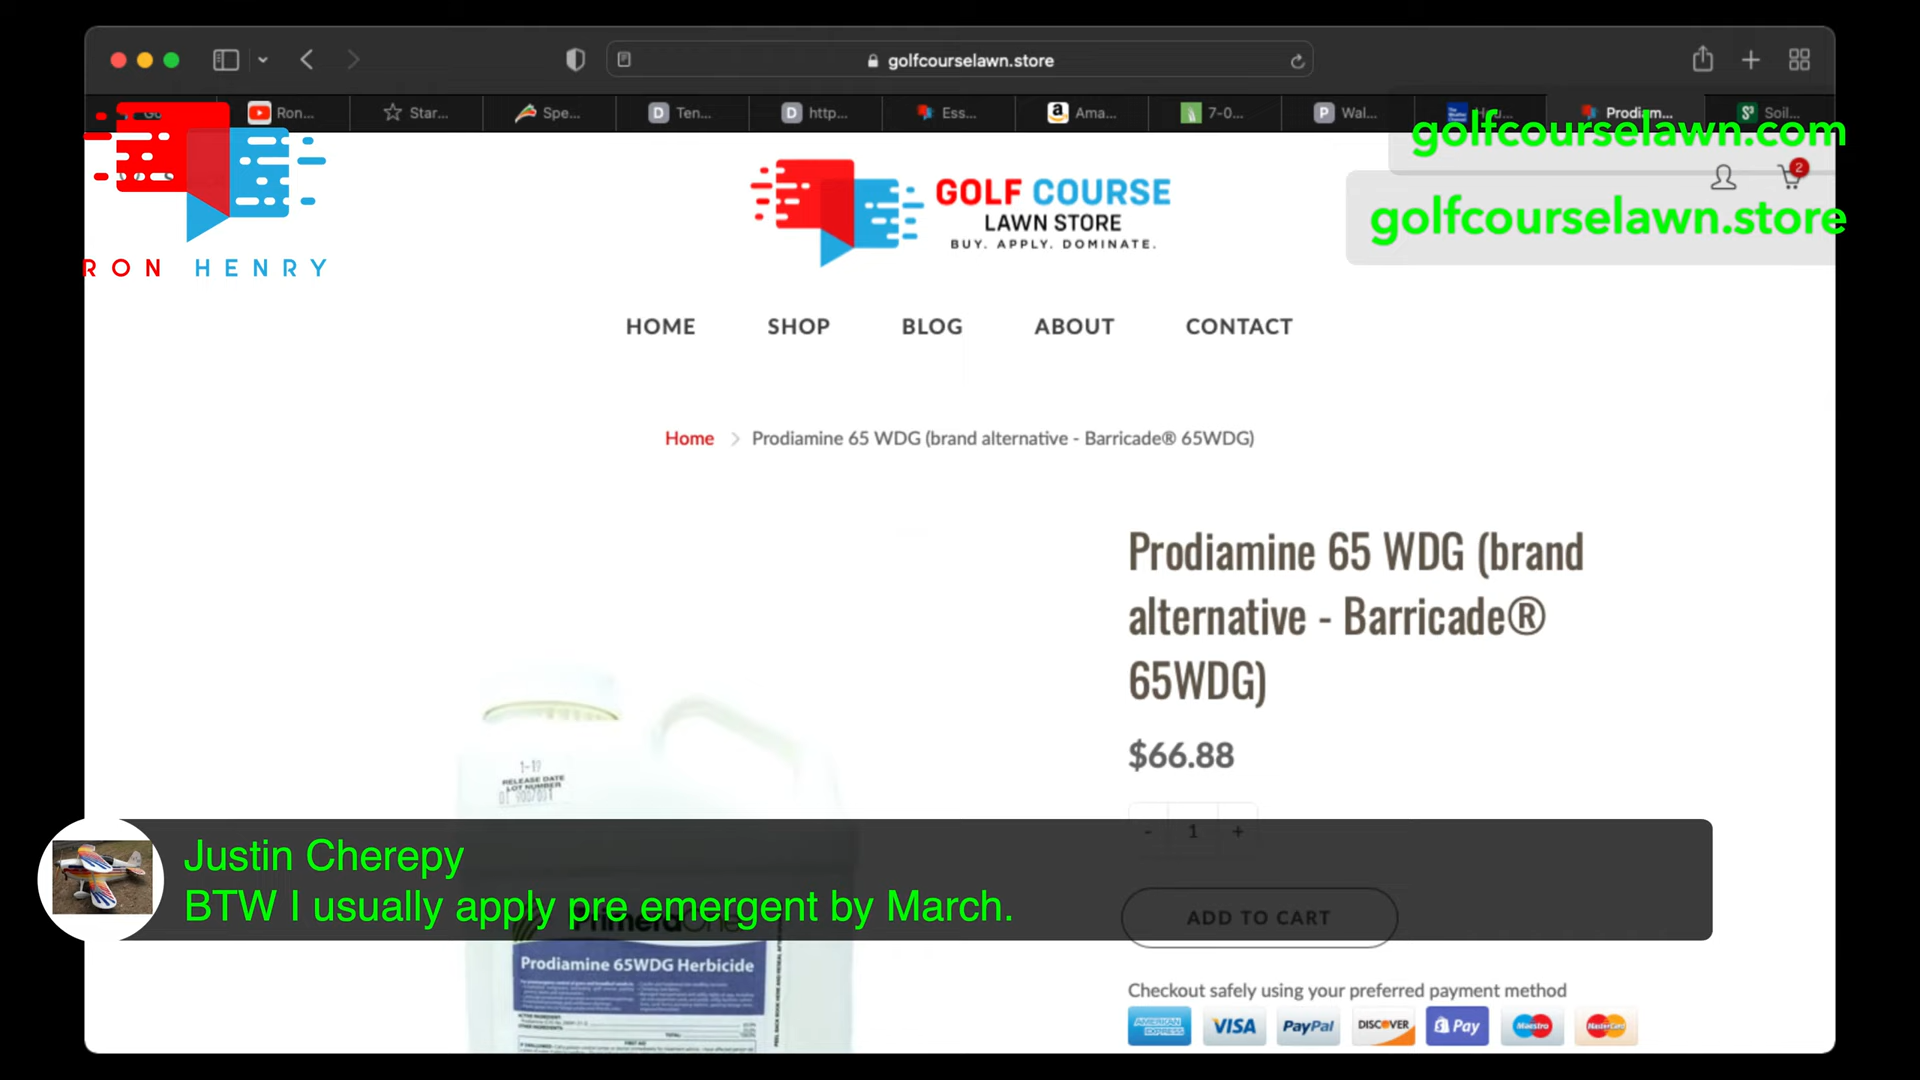 golfcourselawn.store
Ron...
Star...
Spe...
Ten...
http...
Ess...
Ama...
7-0...
Wal...
Prodiam...
Soil...
golfcourselawn.com
2
golfcourselawn.store
RON HENRY
GOLF COURSE
LAWN STORE
BUY. APPLY. DOMINATE.
HOME SHOP BLOG ABOUT CONTACT
Home > Prodiamine 65 WDG (brand alternative - Barricade® 65WDG)
Prodiamine 65 WDG (brand
alternative - Barricade®
65WDG)
$66.88
- 1 +
1-19
RELEASE DATE
LOT NUMBER
Justin Cherepy
BTW I usually apply pre emergent by March.
ADD TO CART
Prodiamine 65WDG Herbicide
Checkout safely using your preferred payment method
AMERICAN EXPRESS
VISA
PayPal
DISCOVER
Pay
Maestro
MasterCard